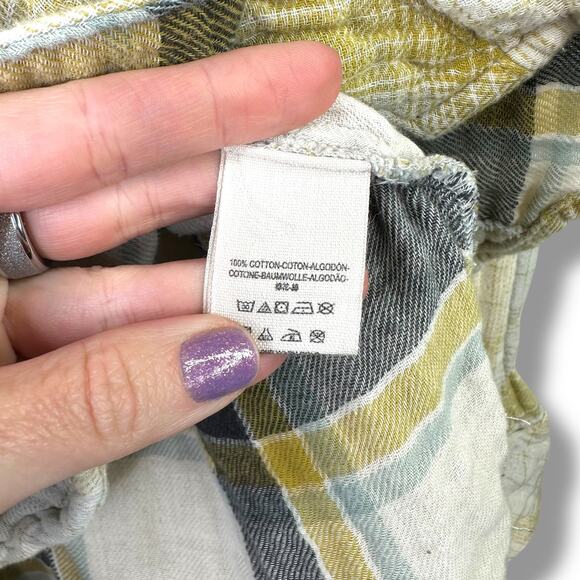 100% COTTON-COTON-ALGODÓN-
COTONE-BAUMWOLLE-ALGODÃO-